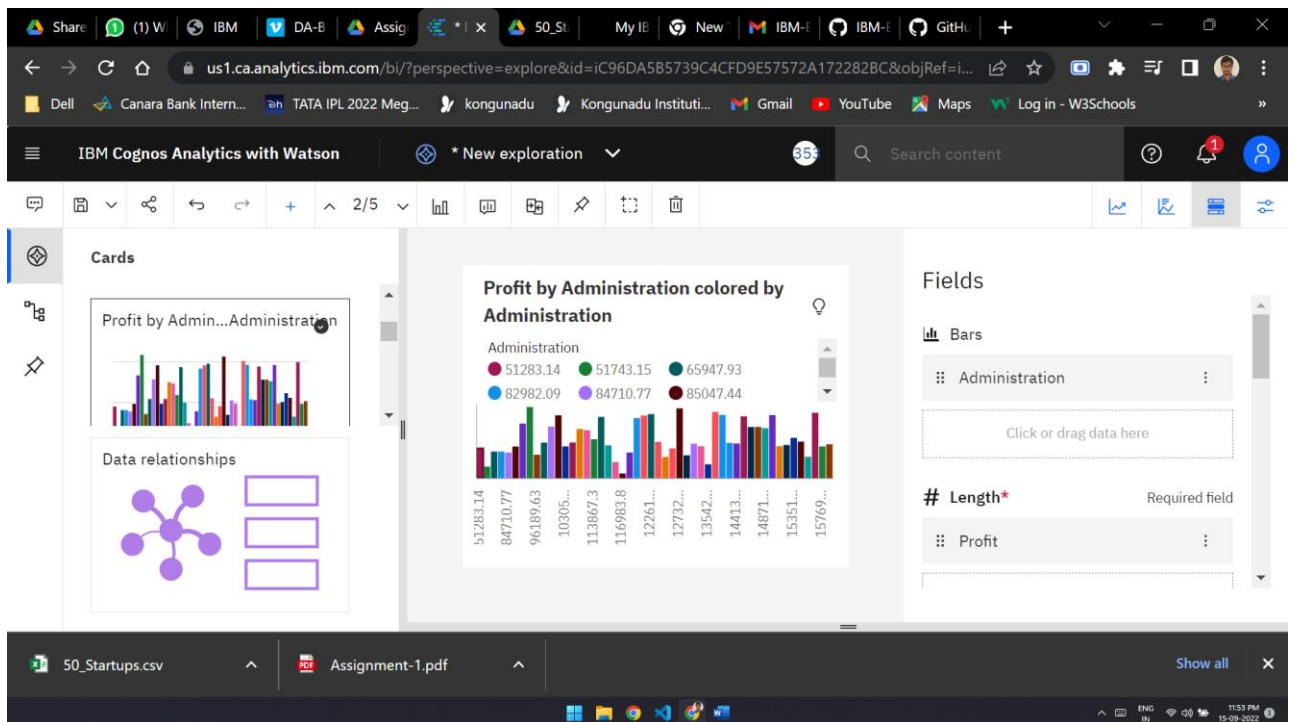 Share (1) W IBM DA-B Assig * I 50_St My IB New IBM-E IBM-E GitHu
us1.ca.analytics.ibm.com/bi/?perspective=explore&id=iC96DA5B5739C4CFD9E57572A172282BC&objRef=i...
Dell Canara Bank Intern... TATA IPL 2022 Meg... kongunadu Kongunadu Instituti... Gmail YouTube Maps Log in - W3Schools »
IBM Cognos Analytics with Watson * New exploration 353 Search content 1
2/5
Cards
Profit by Admin...Administration
Data relationships
Profit by Administration colored by
Administration
Administration
51283.14 51743.15 65947.93
82982.09 84710.77 85047.44
51283.14
84710.77
96189.63
10305...
113867.3
116983.8
12261...
12732...
13542...
14413...
14871...
15351...
15769...
Fields
Bars
Administration
Click or drag data here
# Length* Required field
Profit
50_Startups.csv Assignment-1.pdf Show all
ENG
IN
11:53 PM
15-09-2022